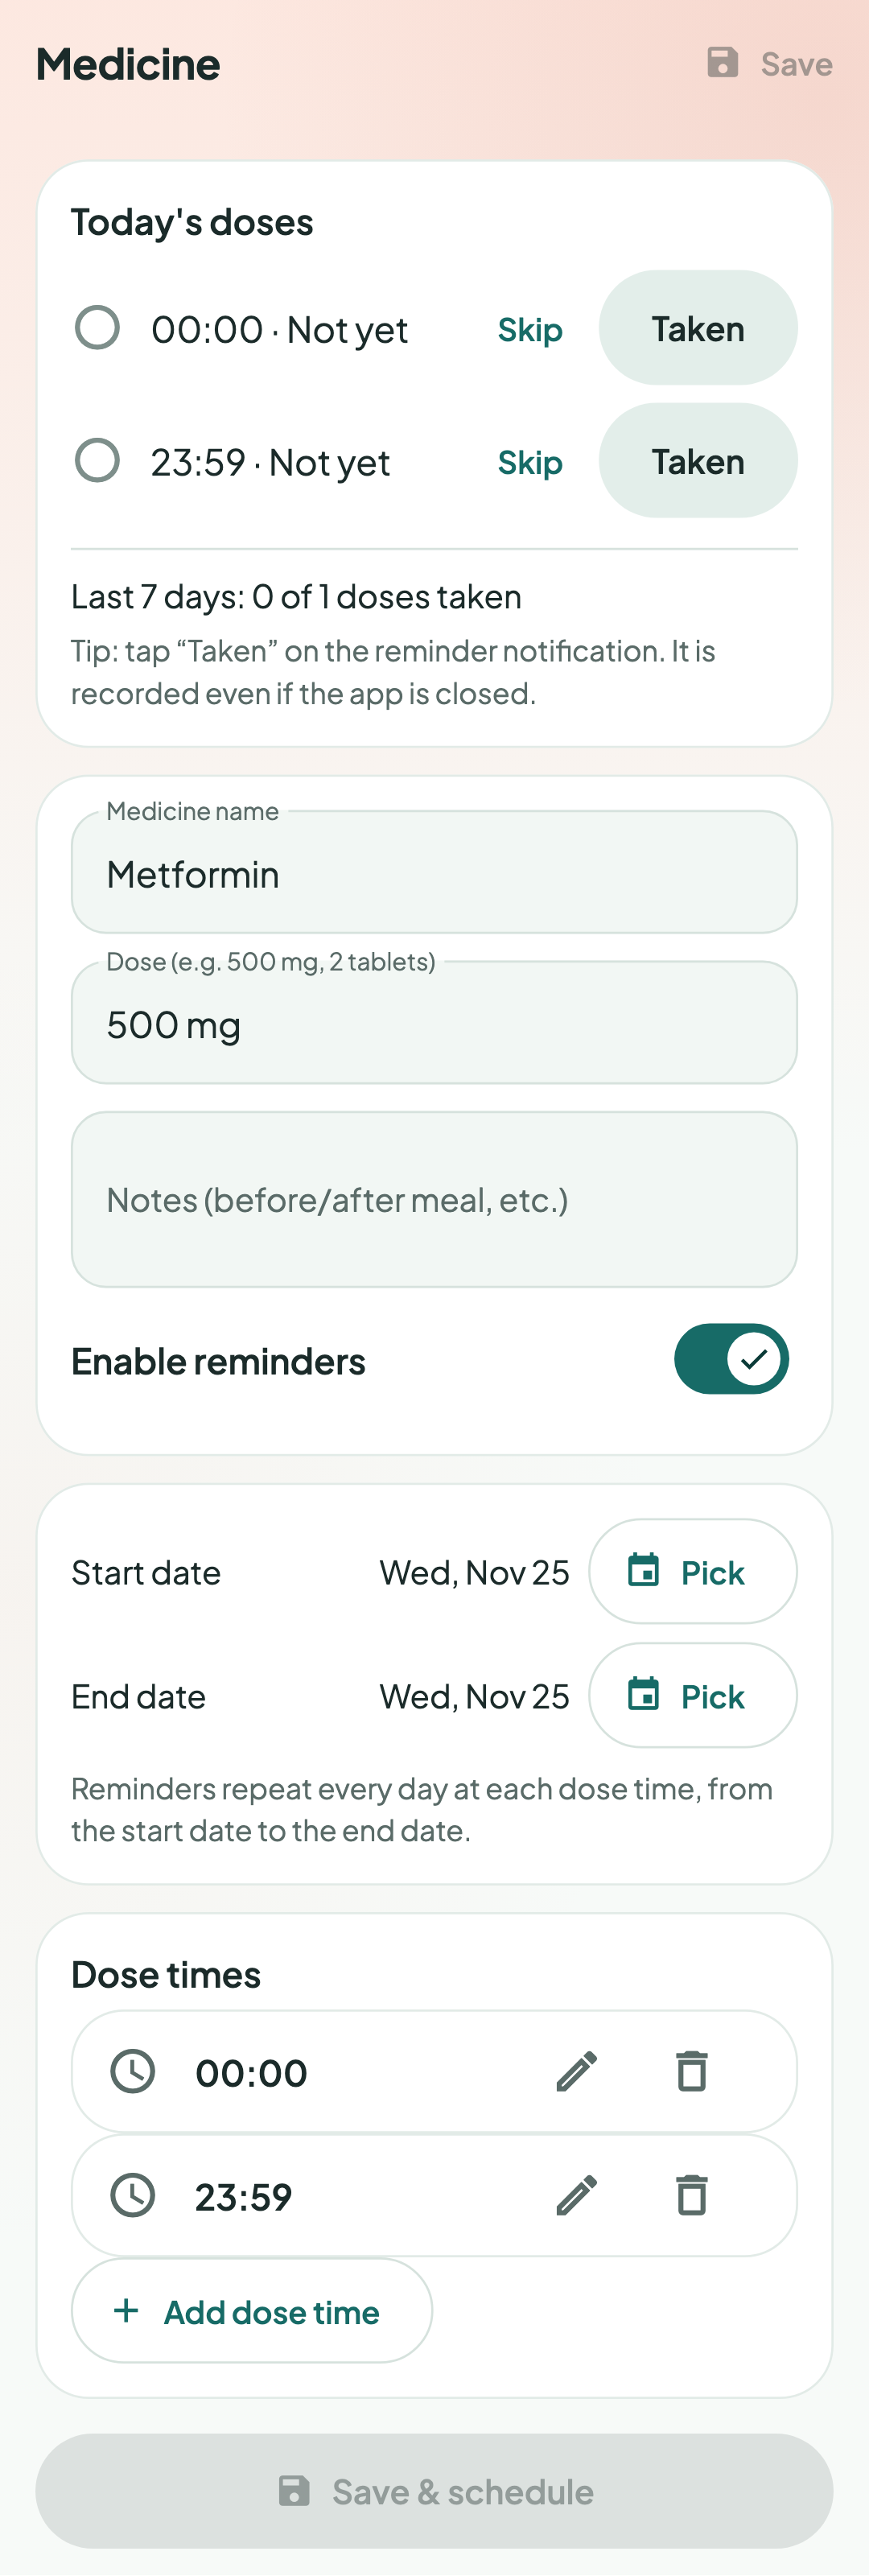 Medicine
Save
Today's doses
00:00 · Not yet
Skip
Taken
23:59 · Not yet
Skip
Taken
Last 7 days: 0 of 1 doses taken
Tip: tap “Taken” on the reminder notification. It is
recorded even if the app is closed.
Medicine name
Metformin
Dose (e.g. 500 mg, 2 tablets)
500 mg
Notes (before/after meal, etc.)
Enable reminders
Start date
Wed, Nov 25
Pick
End date
Wed, Nov 25
Pick
Reminders repeat every day at each dose time, from
the start date to the end date.
Dose times
00:00
23:59
+ Add dose time
Save & schedule